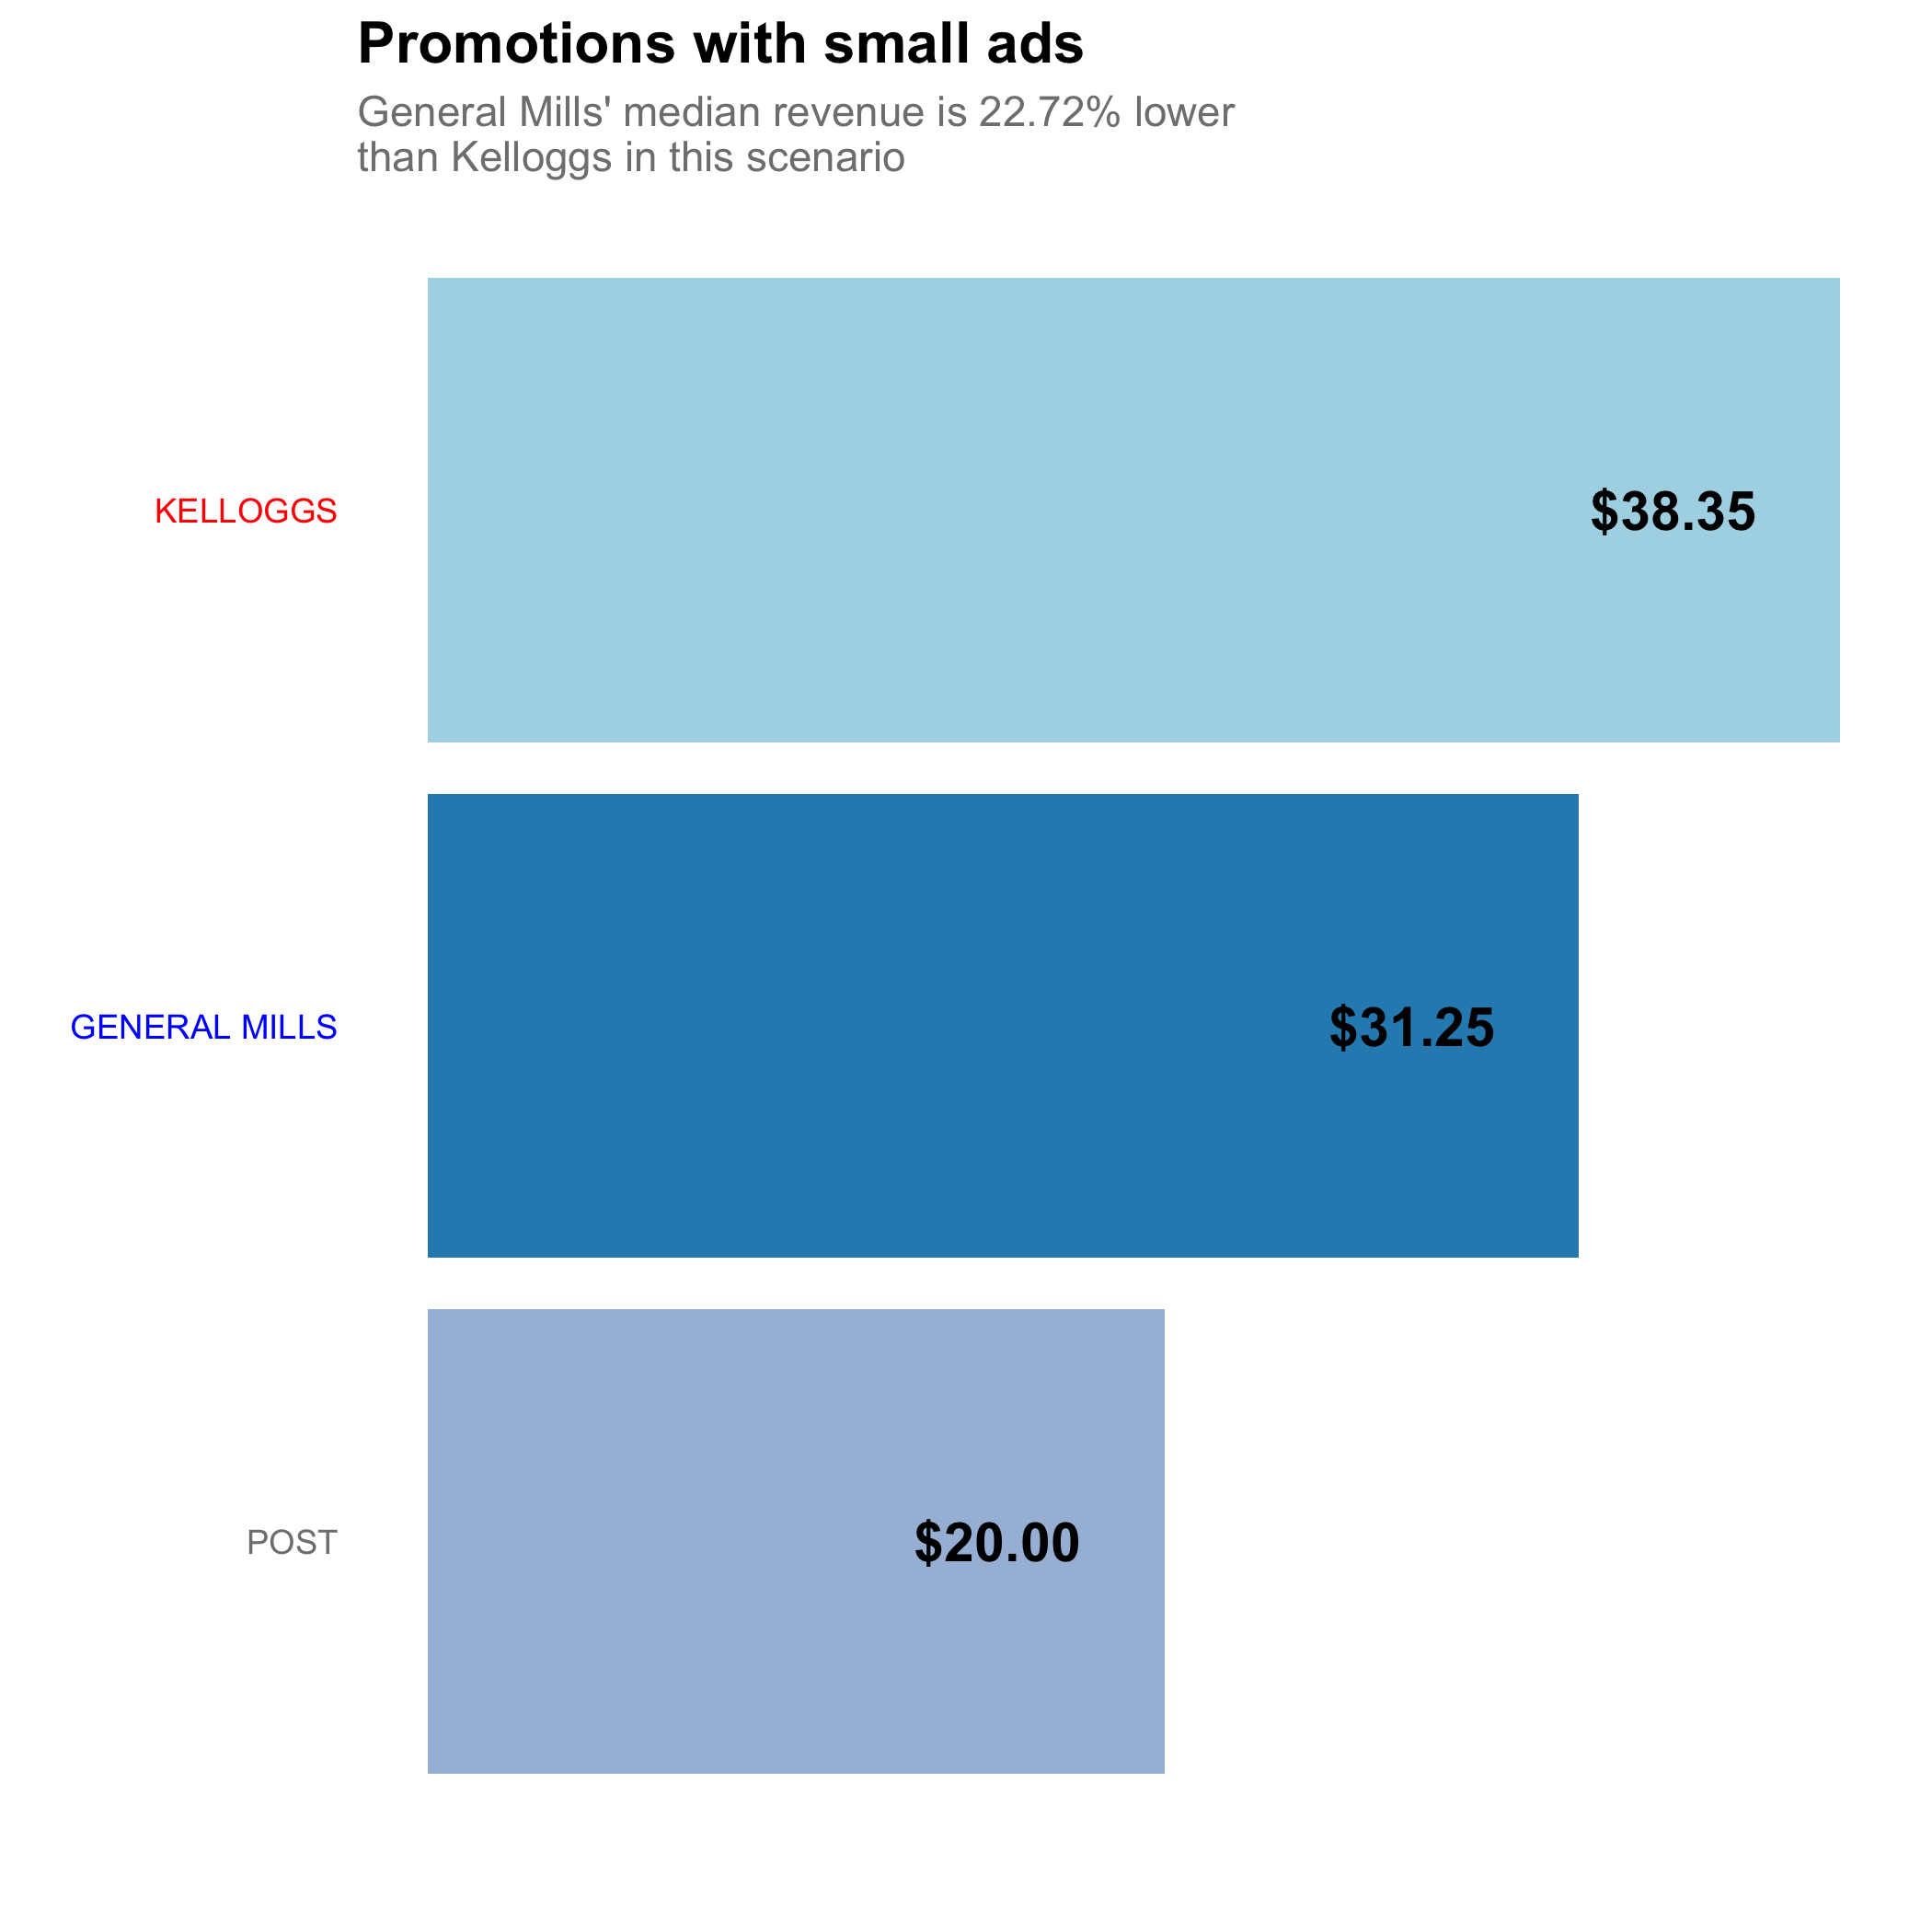 Promotions with small ads
General Mills' median revenue is 22.72% lower
than Kelloggs in this scenario
KELLOGGS
$38.35
GENERAL MILLS
$31.25
POST
$20.00